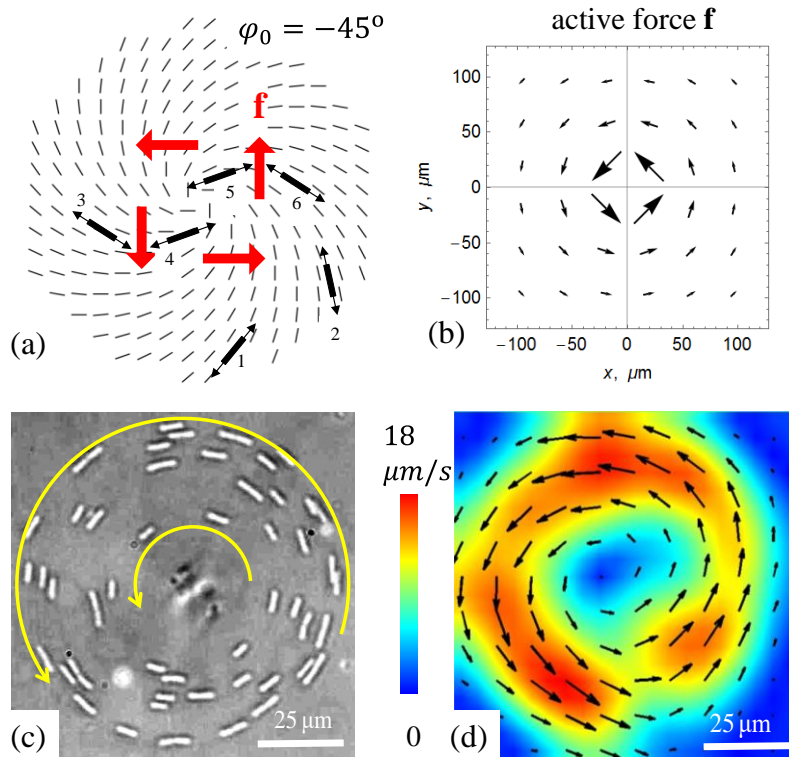 φ₀ = −45º
f
5
6
3
4
2
1
(a)
active force f
100
50
0
−50
−100
y, μm
−100 −50 0 50 100
x, μm
(b)
(c)
25 μm
18
μm/s
0
(d)
25 μm